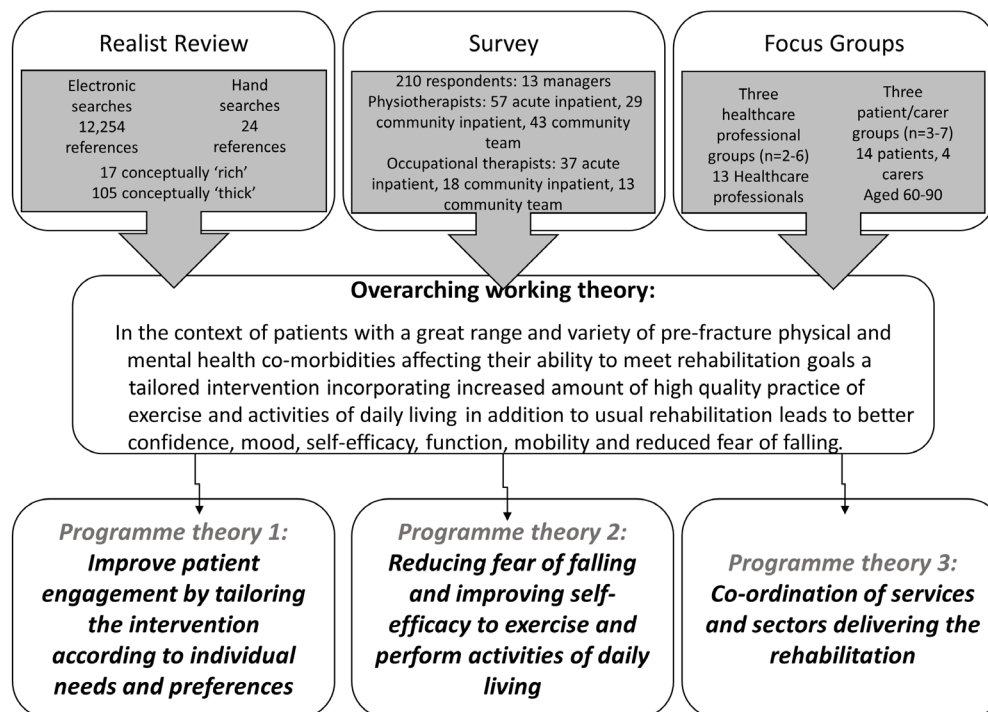 Realist Review
Electronic
searches
12,254
references
Hand
searches
24
references
17 conceptually ‘rich’
105 conceptually ‘thick’
Survey
210 respondents: 13 managers
Physiotherapists: 57 acute inpatient, 29
community inpatient, 43 community
team
Occupational therapists: 37 acute
inpatient, 18 community inpatient, 13
community team
Focus Groups
Three
healthcare
professional
groups (n=2-6)
13 Healthcare
professionals
Three
patient/carer
groups (n=3-7)
14 patients, 4
carers
Aged 60-90
Overarching working theory:
In the context of patients with a great range and variety of pre-fracture physical and
mental health co-morbidities affecting their ability to meet rehabilitation goals a
tailored intervention incorporating increased amount of high quality practice of
exercise and activities of daily living in addition to usual rehabilitation leads to better
confidence, mood, self-efficacy, function, mobility and reduced fear of falling.
Programme theory 1:
Improve patient
engagement by tailoring
the intervention
according to individual
needs and preferences
Programme theory 2:
Reducing fear of falling
and improving self-
efficacy to exercise and
perform activities of daily
living
Programme theory 3:
Co-ordination of services
and sectors delivering the
rehabilitation